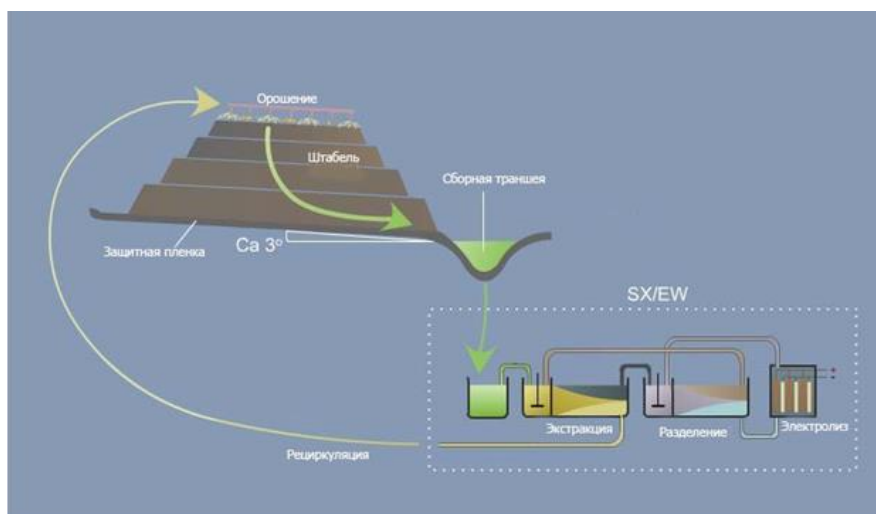 Орошение
Штабель
Сборная траншея
Защитная пленка
Ca 3°
SX/EW
Экстракция
Разделение
Электролиз
Рециркуляция